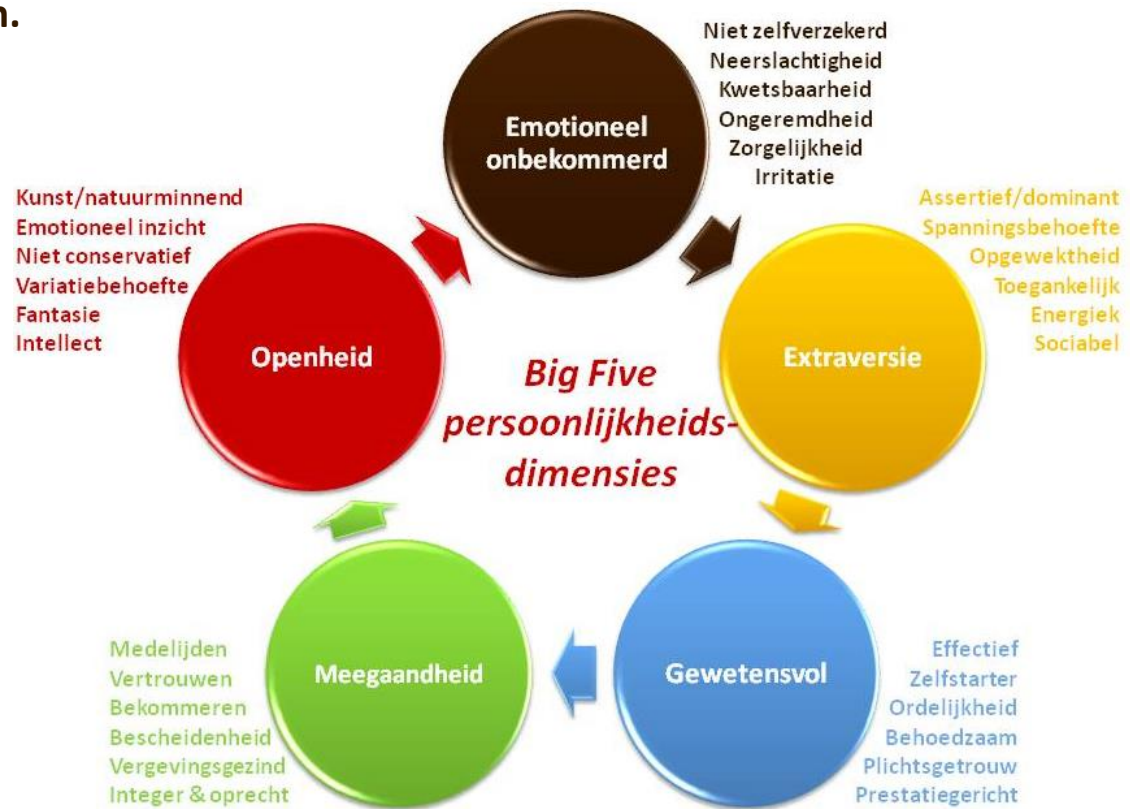 n.
Niet zelfverzekerd
Neerslachtigheid
Kwetsbaarheid
Ongeremdheid
Zorgelijkheid
Irritatie
Emotioneel
onbekommerd
Assertief/dominant
Spanningsbehoefte
Opgewektheid
Toegankelijk
Energiek
Sociabel
Extraversie
Kunst/natuurminnend
Emotioneel inzicht
Niet conservatief
Variatiebehoefte
Fantasie
Intellect
Openheid
Big Five
persoonlijkheids-
dimensies
Medelijden
Vertrouwen
Bekommeren
Bescheidenheid
Vergevingsgezind
Integer & oprecht
Meegaandheid
Gewetensvol
Effectief
Zelfstarter
Ordelijkheid
Behoedzaam
Plichtsgetrouw
Prestatiegericht